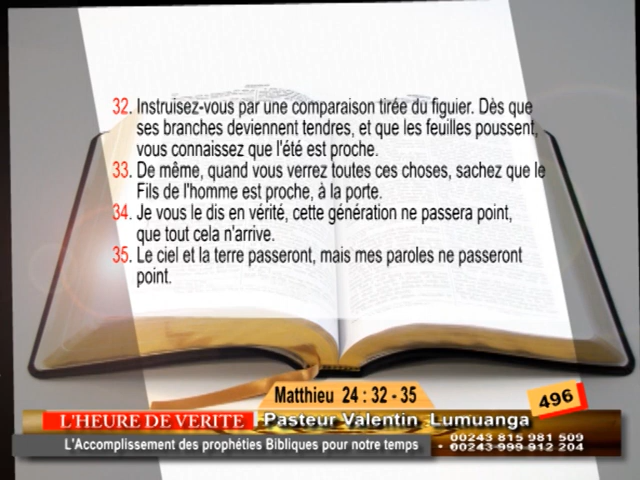 32. Instruisez-vous par une comparaison tirée du figuier. Dès que
ses branches deviennent tendres, et que les feuilles poussent,
vous connaissez que l'été est proche.
33. De même, quand vous verrez toutes ces choses, sachez que le
Fils de l'homme est proche, à la porte.
34. Je vous le dis en vérité, cette génération ne passera point,
que tout cela n'arrive.
35. Le ciel et la terre passeront, mais mes paroles ne passeront
point.
Matthieu 24 : 32 - 35
496
L'HEURE DE VERITE Pasteur Valentin Lumuanga
L'Accomplissement des prophéties Bibliques pour notre temps
00243 815 981 509
- 00243 999 912 204